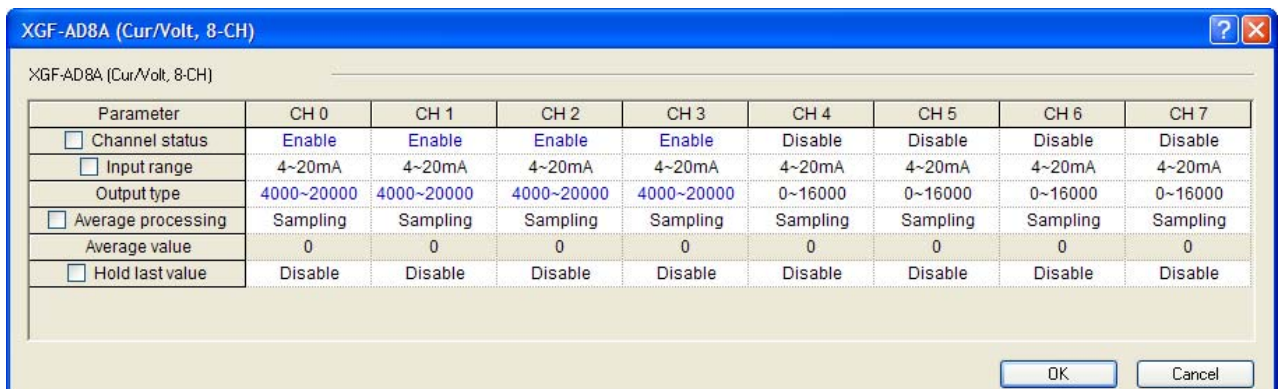 XGF-AD8A (Cur/Volt, 8-CH)
XGF-AD8A (Cur/Volt, 8-CH)
Parameter CH 0 CH 1 CH 2 CH 3 CH 4 CH 5 CH 6 CH 7
Channel status Enable Enable Enable Enable Disable Disable Disable Disable
Input range 4~20mA 4~20mA 4~20mA 4~20mA 4~20mA 4~20mA 4~20mA 4~20mA
Output type 4000~20000 4000~20000 4000~20000 4000~20000 0~16000 0~16000 0~16000 0~16000
Average processing Sampling Sampling Sampling Sampling Sampling Sampling Sampling Sampling
Average value 0 0 0 0 0 0 0 0
Hold last value Disable Disable Disable Disable Disable Disable Disable Disable
OK Cancel